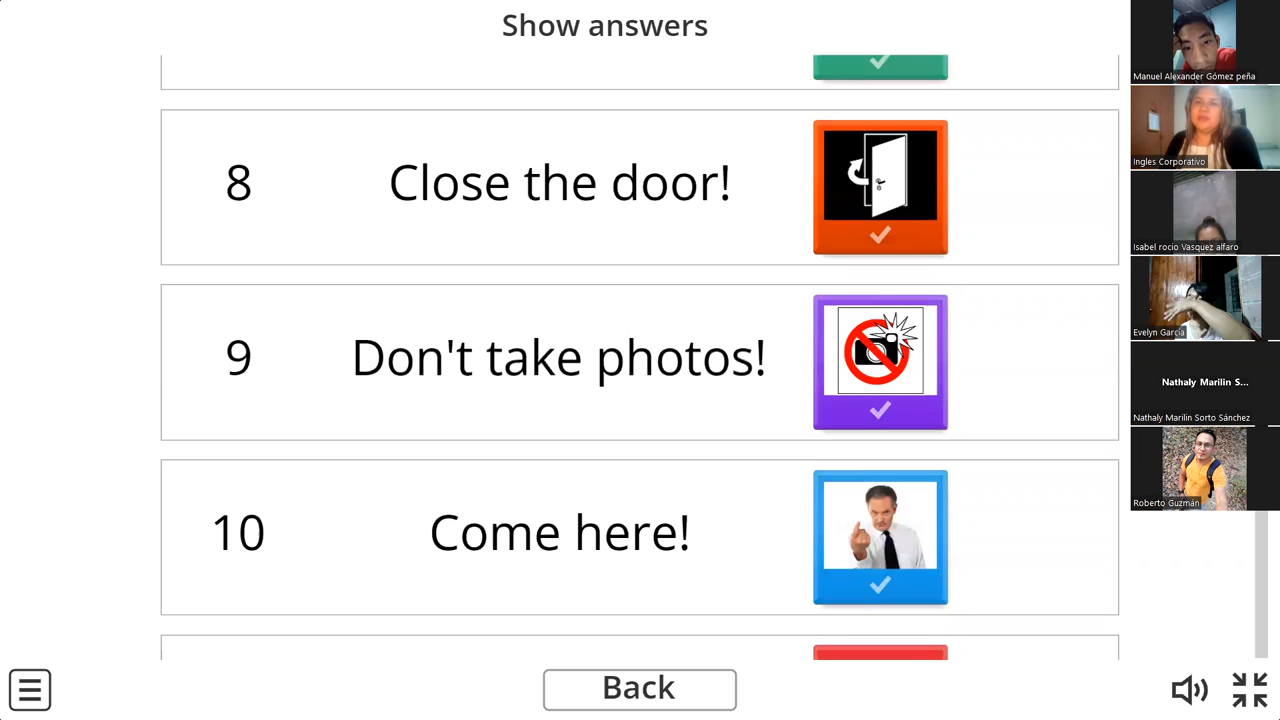 Show answers
8
Close the door!
9
Don't take photos!
10
Come here!
Back
Manuel Alexander Gómez peña
Ingles Corporativo
Isabel rocio Vasquez alfaro
Evelyn García
Nathaly Marilin S...
Nathaly Marilin Sorto Sánchez
Roberto Guzmán